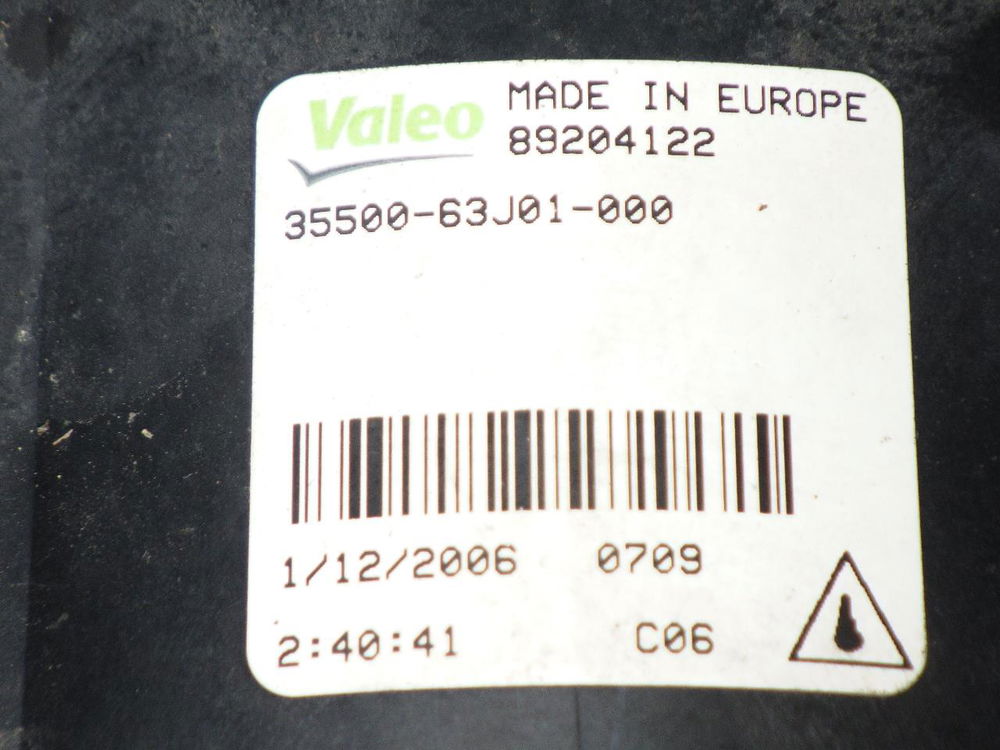 Valeo
MADE IN EUROPE
89204122
35500-63J01-000
1/12/2006 0709
2:40:41 C06